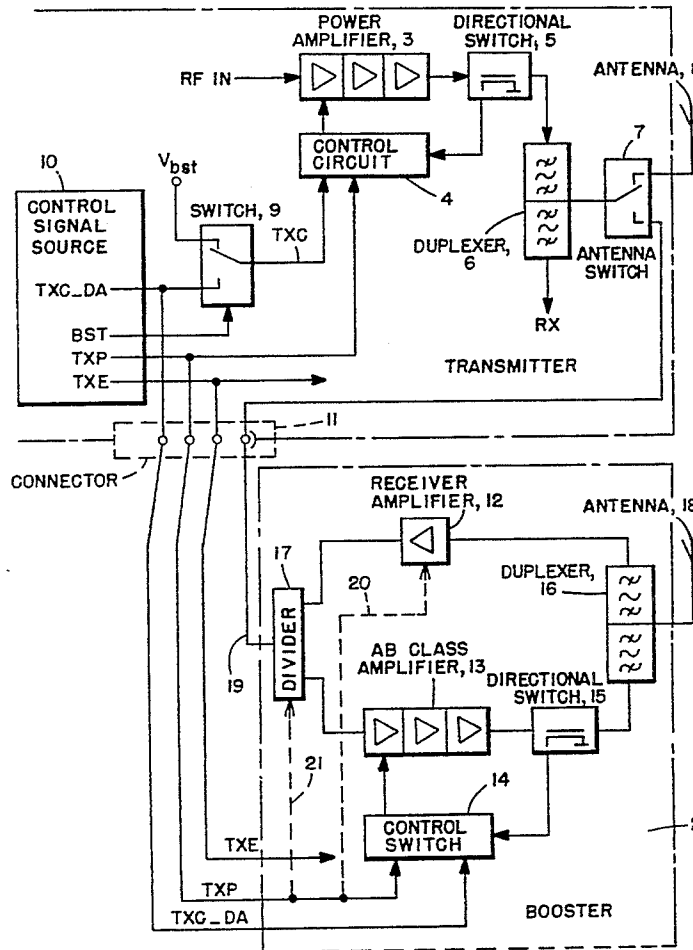 POWER
AMPLIFIER, 3
DIRECTIONAL
SWITCH, 5
ANTENNA,
RF IN
CONTROL
CIRCUIT
4
7
10
Vbst
CONTROL
SIGNAL
SOURCE
SWITCH, 9
TXC
DUPLEXER,
6
ANTENNA
SWITCH
TXC_DA
RX
BST
TXP
TXE
TRANSMITTER
11
CONNECTOR
RECEIVER
AMPLIFIER, 12
ANTENNA, 18
17
20
DUPLEXER,
16
DIVIDER
AB CLASS
AMPLIFIER, 13
19
DIRECTIONAL
SWITCH, 15
21
14
CONTROL
SWITCH
TXE
TXP
TXC_DA
BOOSTER